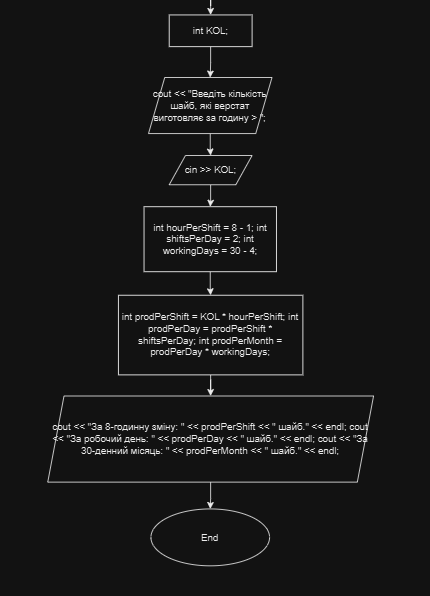 int KOL;
cout << "Введіть кількість
шайб, які верстат
виготовляє за годину > ";
cin >> KOL;
int hourPerShift = 8 - 1; int
shiftsPerDay = 2; int
workingDays = 30 - 4;
int prodPerShift = KOL * hourPerShift; int
prodPerDay = prodPerShift *
shiftsPerDay; int prodPerMonth =
prodPerDay * workingDays;
cout << "За 8-годинну зміну: " << prodPerShift << " шайб." << endl; cout
<< "За робочий день: " << prodPerDay << " шайб." << endl; cout << "За
30-денний місяць: " << prodPerMonth << " шайб." << endl;
End